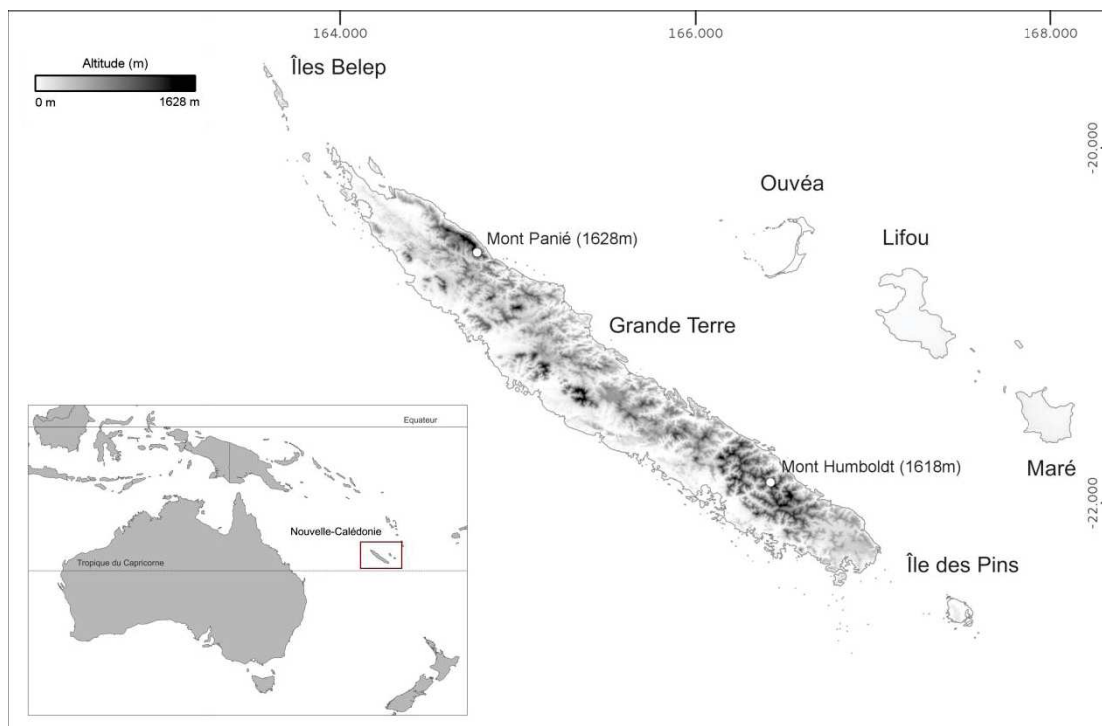 164.000
166.000
168.000
Altitude (m)
0 m
1628 m
Îles Belep
-20.000
Ouvéa
Lifou
Mont Panié (1628m)
Grande Terre
Maré
Mont Humboldt (1618m)
-22.000
Île des Pins
Equateur
Nouvelle-Calédonie
Tropique du Capricorne